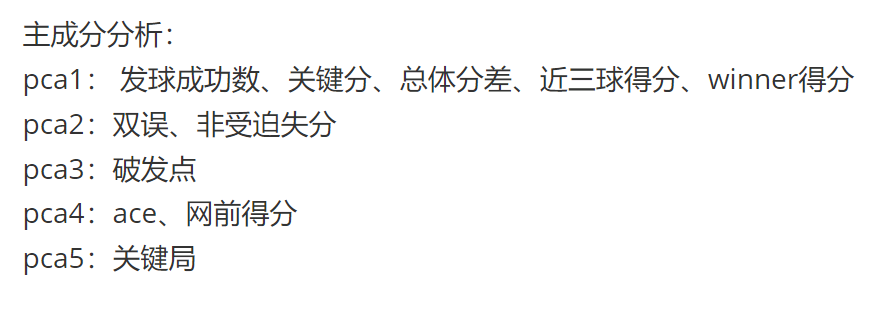 主成分分析：
pca1： 发球成功数、关键分、总体分差、近三球得分、winner得分
pca2：双误、非受迫失分
pca3：破发点
pca4：ace、网前得分
pca5：关键局